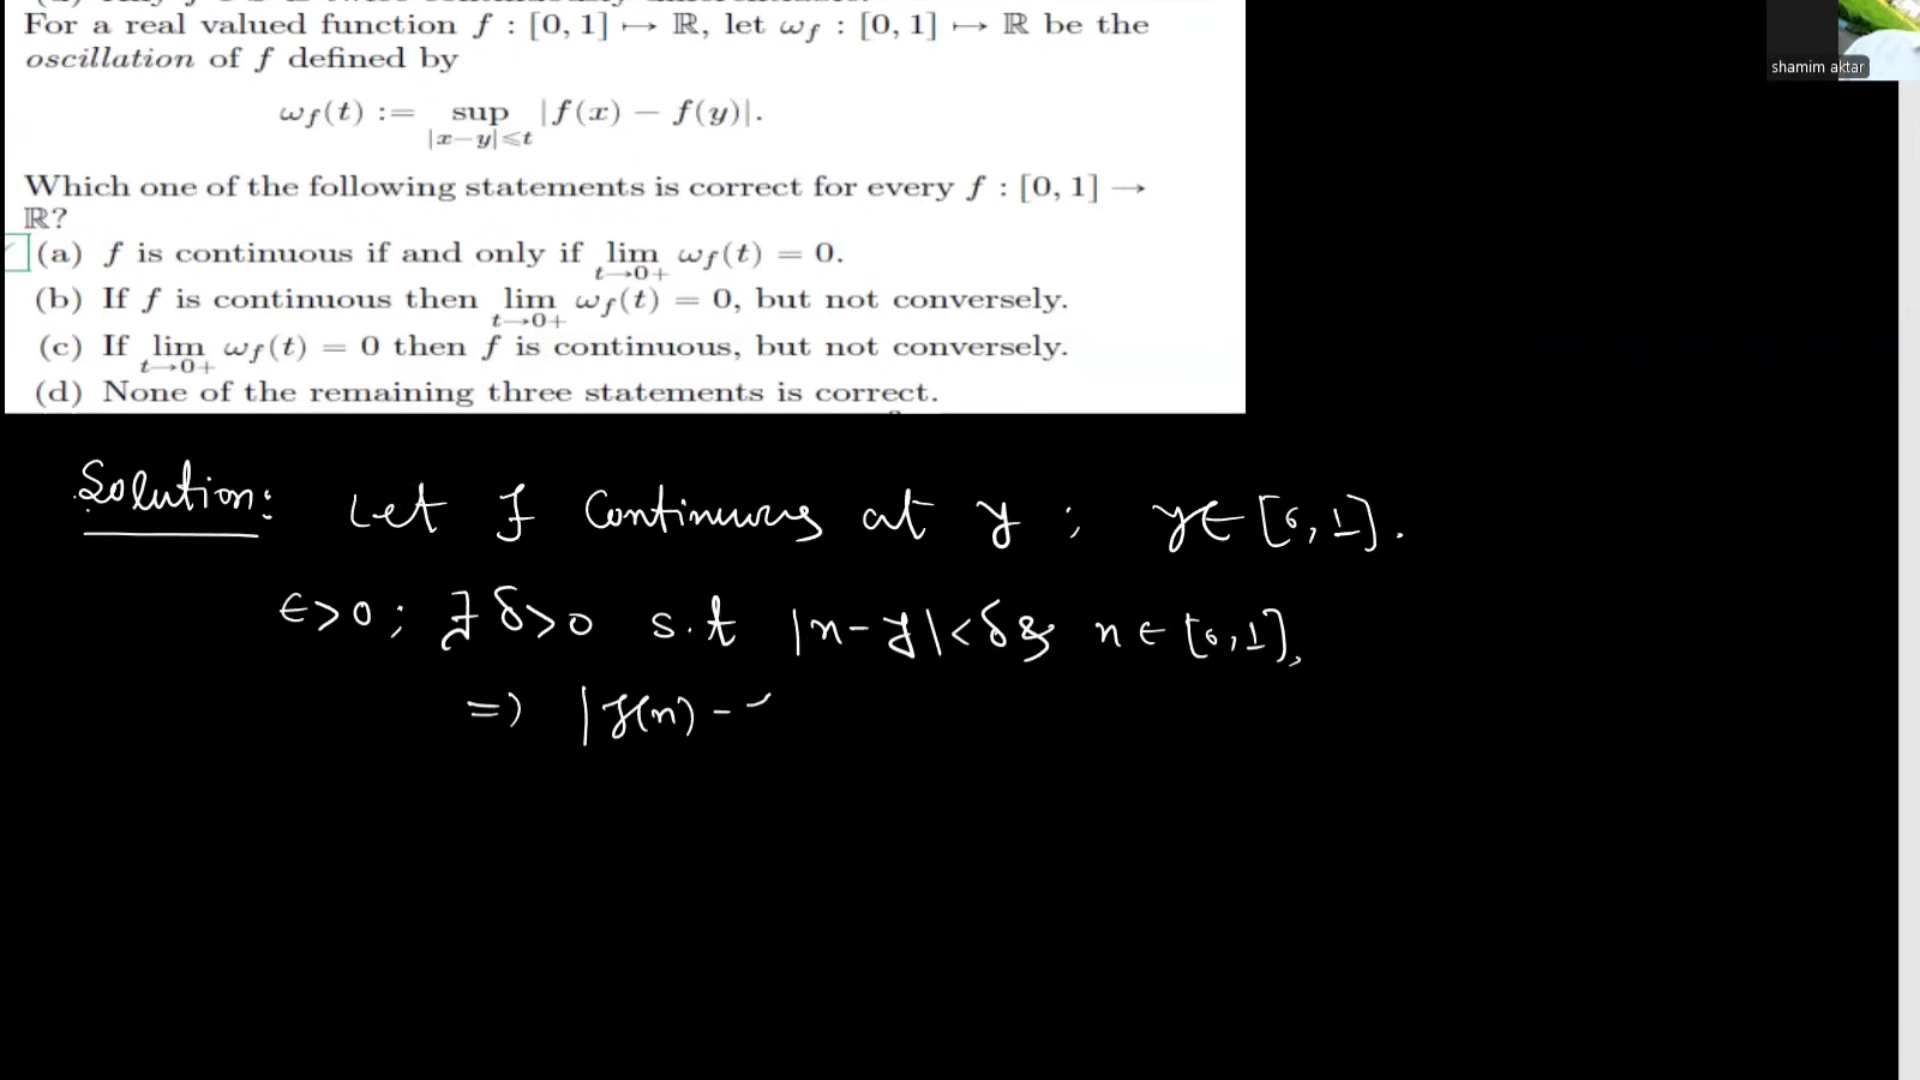 For a real valued function f : [0, 1] ↦ ℝ, let ω_f : [0, 1] ↦ ℝ be the
oscillation of f defined by
ω_f(t) := sup_{|x−y|⩽t} |f(x) − f(y)|.
Which one of the following statements is correct for every f : [0, 1] →
ℝ?
(a) f is continuous if and only if lim_{t→0+} ω_f(t) = 0.
(b) If f is continuous then lim_{t→0+} ω_f(t) = 0, but not conversely.
(c) If lim_{t→0+} ω_f(t) = 0 then f is continuous, but not conversely.
(d) None of the remaining three statements is correct.
shamim aktar
Solution: Let f Continuous at y ; y∈[0,1].
ε>0; ∃ δ>0 s.t |x-y|<δ & x ∈ [0,1],
=> |f(x) -